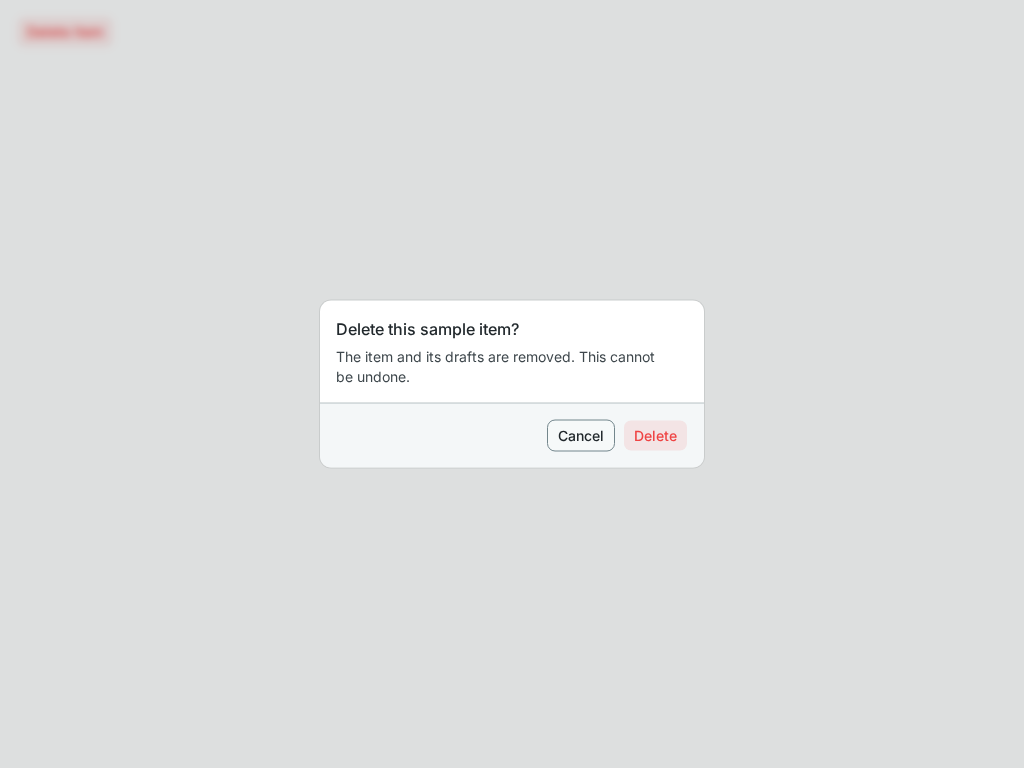 Delete this sample item?
The item and its drafts are removed. This cannot
be undone.
Cancel
Delete